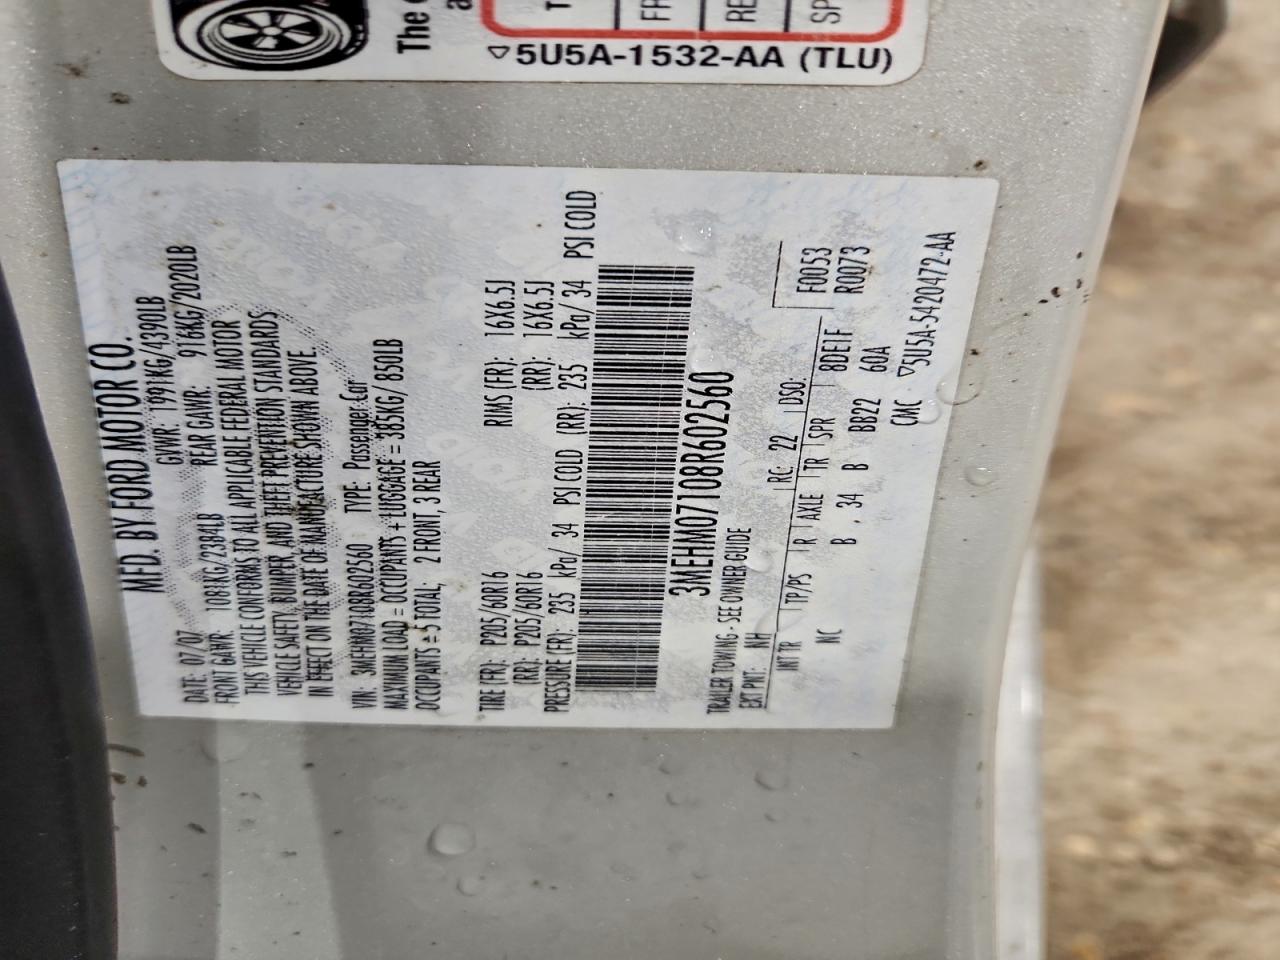 The
a
T
FR
RE
SP
5U5A-1532-AA (TLU)
MFD. BY FORD MOTOR CO.
DATE: 07/07 GVWR: 1991KG/4390LB
FRONT GAWR: 1081KG/2384LB REAR GAWR: 916KG/2020LB
THIS VEHICLE CONFORMS TO ALL APPLICABLE FEDERAL MOTOR
VEHICLE SAFETY, BUMPER, AND THEFT PREVENTION STANDARDS
IN EFFECT ON THE DATE OF MANUFACTURE SHOWN ABOVE.
VIN: 3MEHM07108R602560 TYPE: Passenger Car
MAXIMUM LOAD = OCCUPANTS + LUGGAGE = 385KG/ 850LB
OCCUPANTS = 5 TOTAL; 2 FRONT, 3 REAR
TIRE (FR): P205/60R16 RIMS (FR): 16X6.5J
(RR): P205/60R16 (RR): 16X6.5J
PRESSURE (FR): 235 kPa/ 34 PSI COLD (RR): 235 kPa/ 34 PSI COLD
3MEHM07108R602560
TRAILER TOWING - SEE OWNER GUIDE
EXT PNT: NH RC: 22 DSO: F0053
R0073
INT TR TP/PS R AXLE TR SPR 8DE1F
NC B , 34 B BB22 60A
CMC 5U5A-5420472-AA